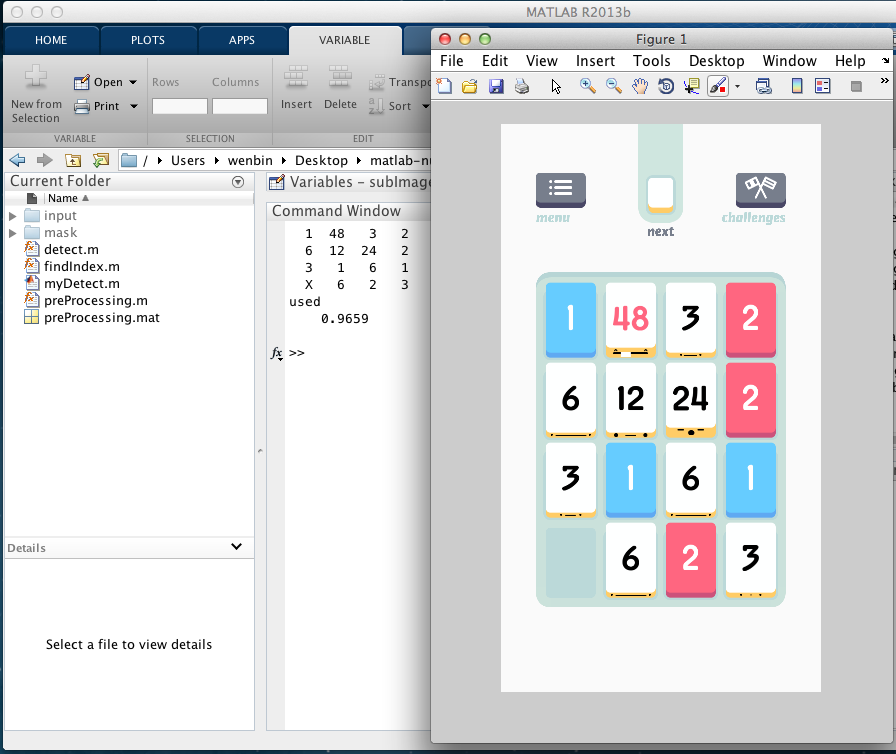 MATLAB R2013b
HOME PLOTS APPS VARIABLE
New from Selection
Open
Print
Rows Columns
Insert Delete
Sort
VARIABLE SELECTION EDIT
/ Users wenbin Desktop
Current Folder
Name
input
mask
detect.m
findIndex.m
myDetect.m
preProcessing.m
preProcessing.mat
Details
Select a file to view details
Variables – subImage
Command Window
1 48 3 2
6 12 24 2
3 1 6 1
X 6 2 3
used
0.9659
fx >>
Figure 1
File Edit View Insert Tools Desktop Window Help
menu
next
challenges
1 48 3 2
6 12 24 2
3 1 6 1
6 2 3